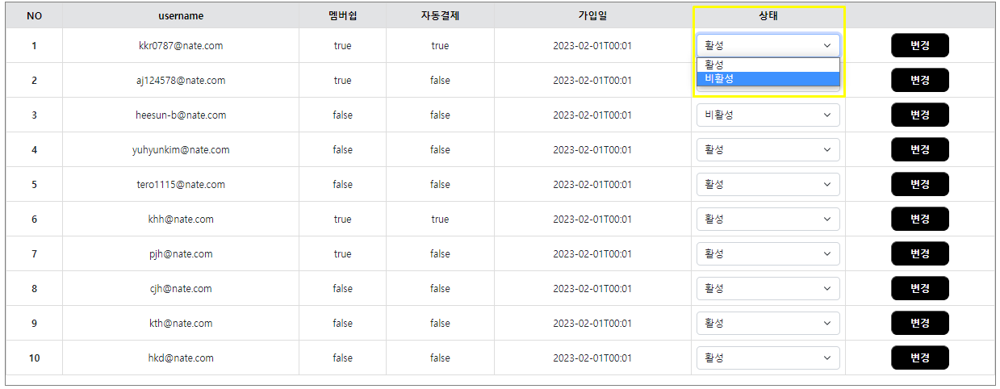 NO username 멤버쉽 자동결제 가입일 상태
1 kkr0787@nate.com true true 2023-02-01T00:01 활성 변경
활성
비활성
2 aj124578@nate.com true false 2023-02-01T00:01 변경
3 heesun-b@nate.com false false 2023-02-01T00:01 비활성 변경
4 yuhyunkim@nate.com false false 2023-02-01T00:01 활성 변경
5 tero1115@nate.com false false 2023-02-01T00:01 활성 변경
6 khh@nate.com true true 2023-02-01T00:01 활성 변경
7 pjh@nate.com true false 2023-02-01T00:01 활성 변경
8 cjh@nate.com false false 2023-02-01T00:01 활성 변경
9 kth@nate.com false false 2023-02-01T00:01 활성 변경
10 hkd@nate.com false false 2023-02-01T00:01 활성 변경